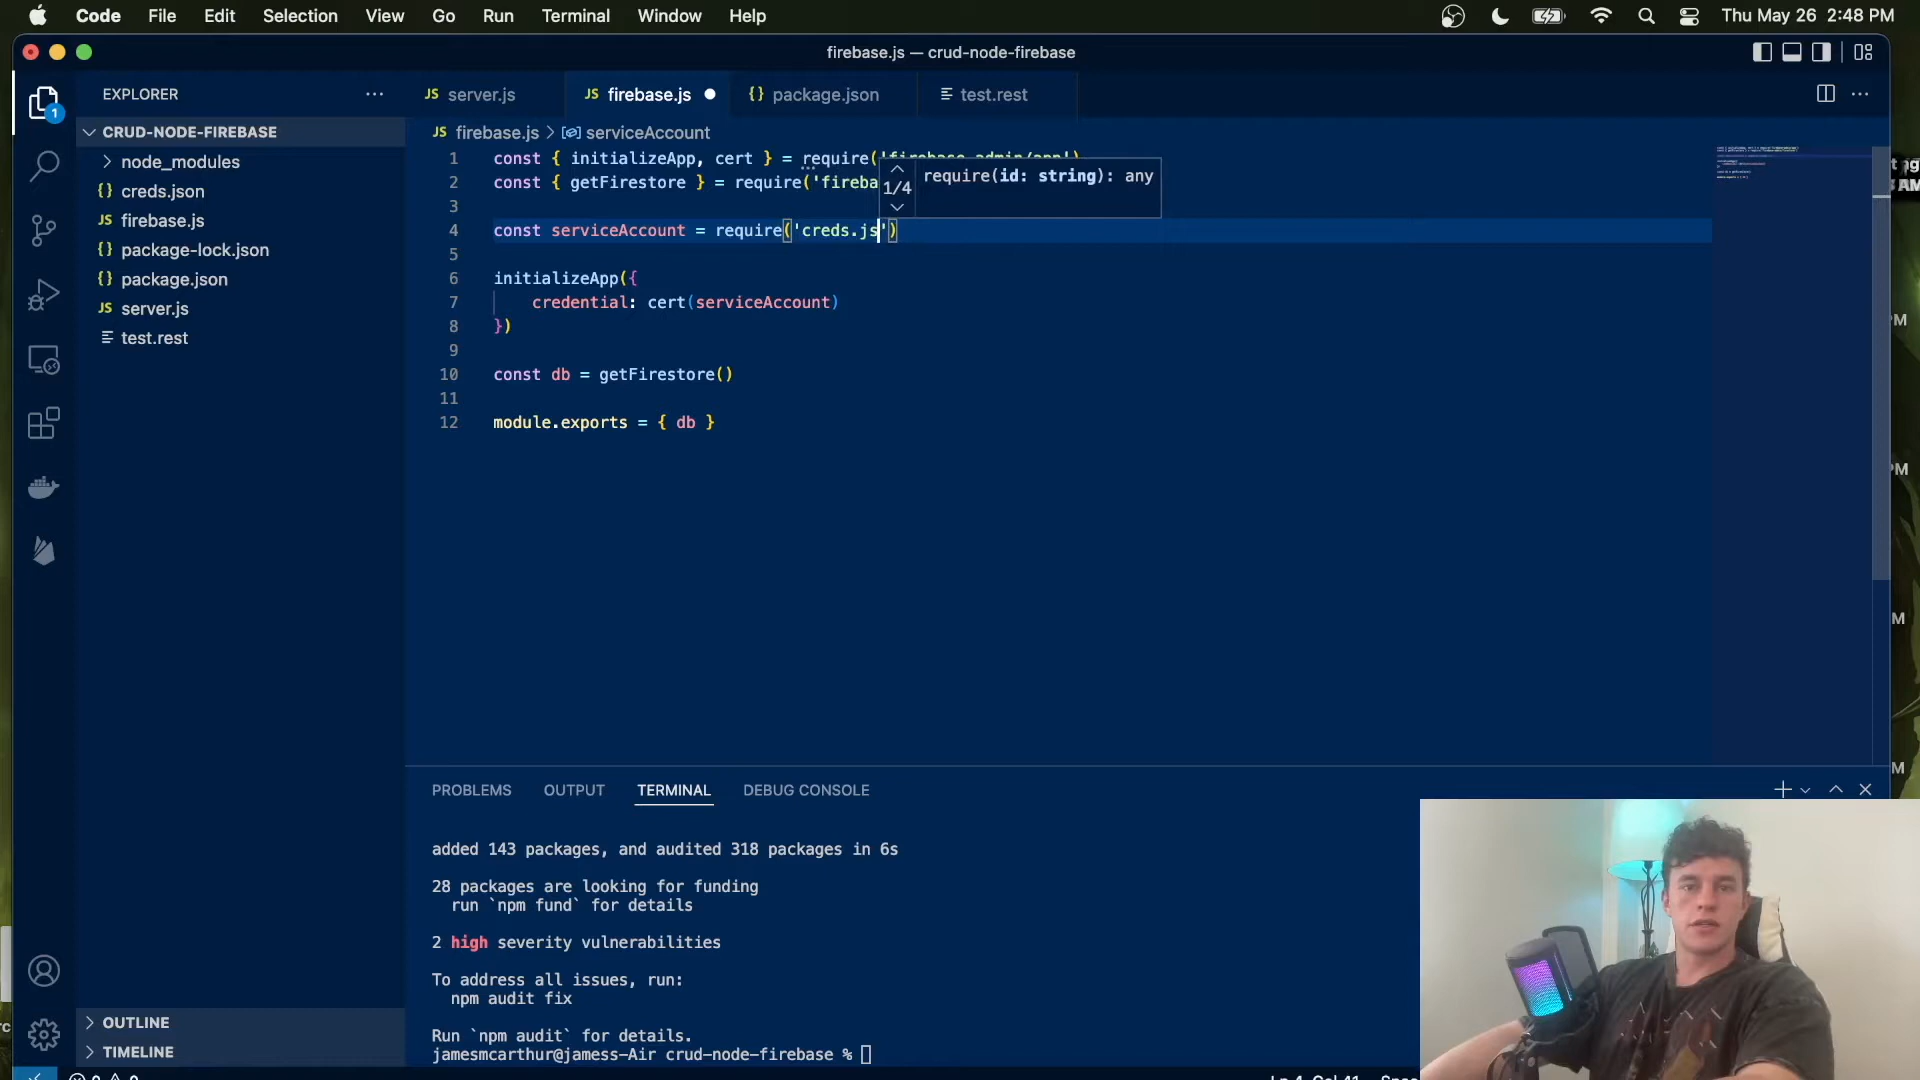 Code File Edit Selection View Go Run Terminal Window Help Thu May 26 2:48 PM
firebase.js — crud-node-firebase
EXPLORER
server.js
firebase.js
package.json
test.rest
1
CRUD-NODE-FIREBASE
node_modules
creds.json
firebase.js
package-lock.json
package.json
server.js
test.rest
firebase.js > serviceAccount
1 const { initializeApp, cert } = require('firebase-admin/app')
2 const { getFirestore } = require('fireba
1/4 require(id: string): any
3
4 const serviceAccount = require('creds.js')
5
6 initializeApp({
7 credential: cert(serviceAccount)
8 })
9
10 const db = getFirestore()
11
12 module.exports = { db }
PROBLEMS OUTPUT TERMINAL DEBUG CONSOLE
added 143 packages, and audited 318 packages in 6s
28 packages are looking for funding
run `npm fund` for details
2 high severity vulnerabilities
To address all issues, run:
npm audit fix
Run `npm audit` for details.
jamesmcarthur@jamess-Air crud-node-firebase %
OUTLINE
TIMELINE